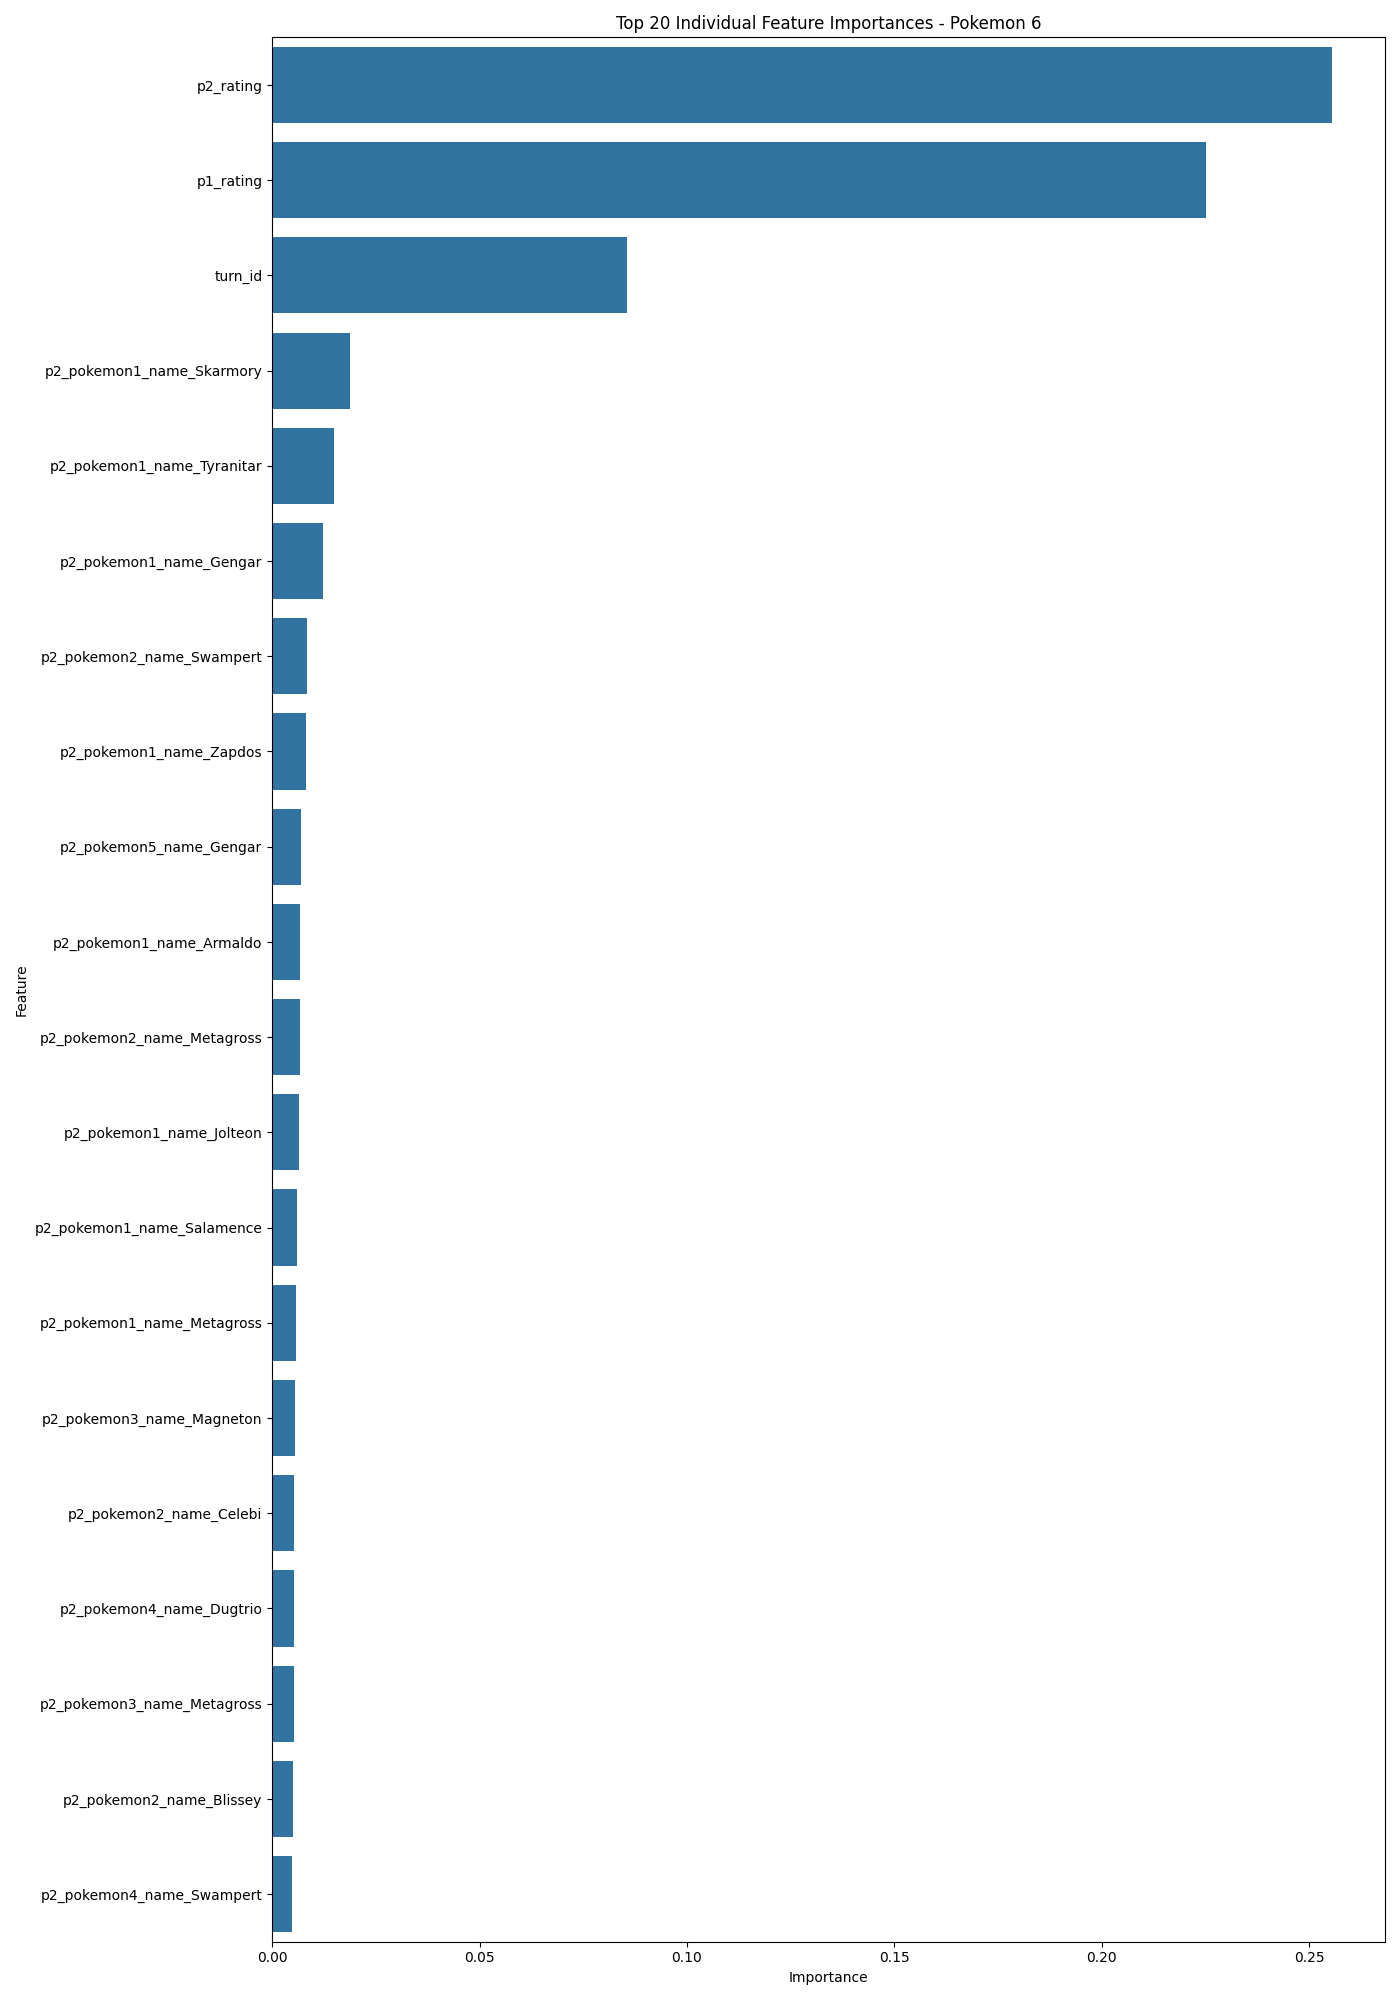 Top 20 Individual Feature Importances - Pokemon 6
p2_rating
p1_rating
turn_id
p2_pokemon1_name_Skarmory
p2_pokemon1_name_Tyranitar
p2_pokemon1_name_Gengar
p2_pokemon2_name_Swampert
p2_pokemon1_name_Zapdos
p2_pokemon5_name_Gengar
p2_pokemon1_name_Armaldo
p2_pokemon2_name_Metagross
p2_pokemon1_name_Jolteon
p2_pokemon1_name_Salamence
p2_pokemon1_name_Metagross
p2_pokemon3_name_Magneton
p2_pokemon2_name_Celebi
p2_pokemon4_name_Dugtrio
p2_pokemon3_name_Metagross
p2_pokemon2_name_Blissey
p2_pokemon4_name_Swampert
Feature
0.00 0.05 0.10 0.15 0.20 0.25
Importance